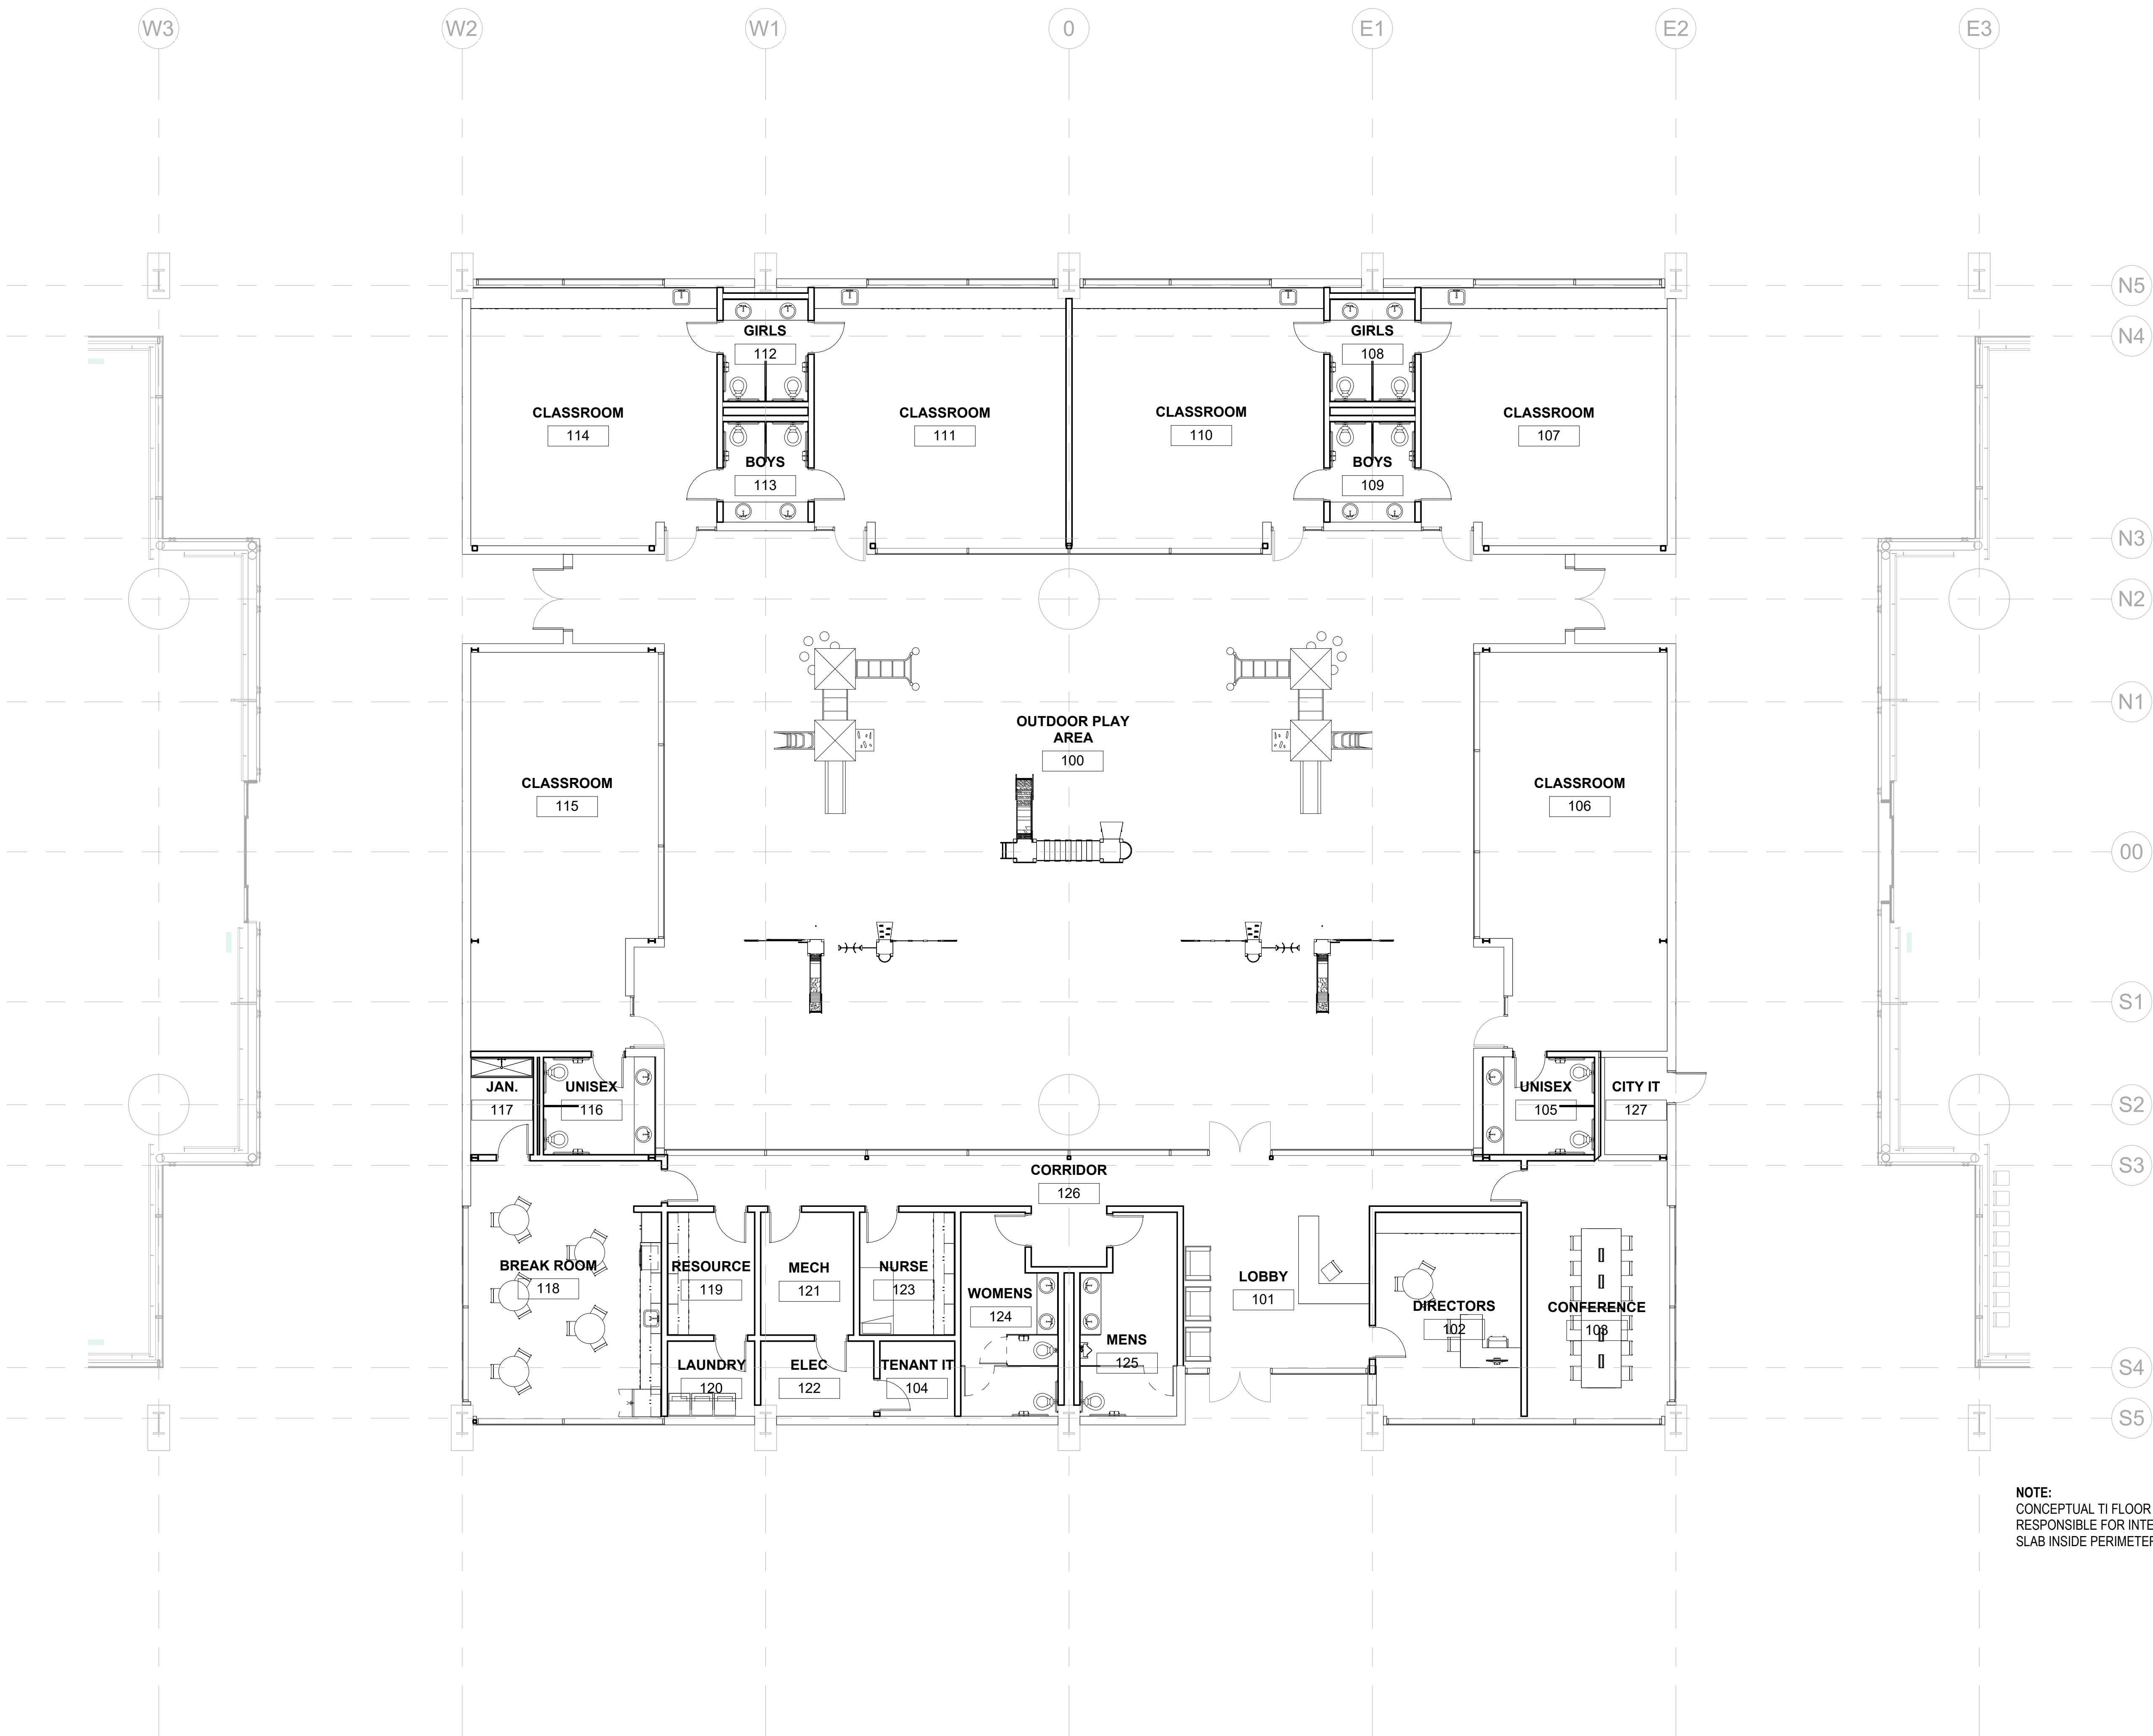 W3
W2
W1
0
E1
E2
E3
N5
N4
GIRLS
112
GIRLS
108
CLASSROOM
114
CLASSROOM
111
CLASSROOM
110
CLASSROOM
107
BOYS
113
BOYS
109
N3
N2
N1
OUTDOOR PLAY
AREA
100
CLASSROOM
115
CLASSROOM
106
00
S1
JAN.
117
UNISEX
116
UNISEX
105
CITY IT
127
S2
S3
CORRIDOR
126
BREAK ROOM
118
RESOURCE
119
MECH
121
NURSE
123
WOMENS
124
LOBBY
101
DIRECTORS
102
CONFERENCE
103
MENS
125
LAUNDRY
120
ELEC
122
TENANT IT
104
S4
S5
NOTE:
CONCEPTUAL TI FLOOR
RESPONSIBLE FOR INTE
SLAB INSIDE PERIMETER